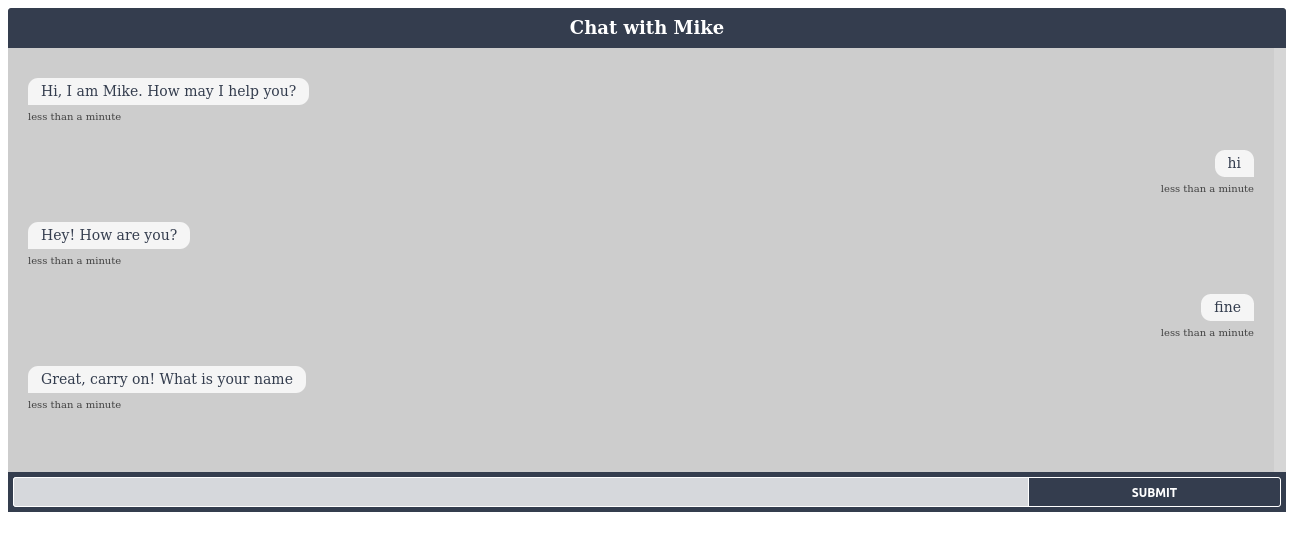 Chat with Mike
Hi, I am Mike. How may I help you?
less than a minute
hi
less than a minute
Hey! How are you?
less than a minute
fine
less than a minute
Great, carry on! What is your name
less than a minute
SUBMIT